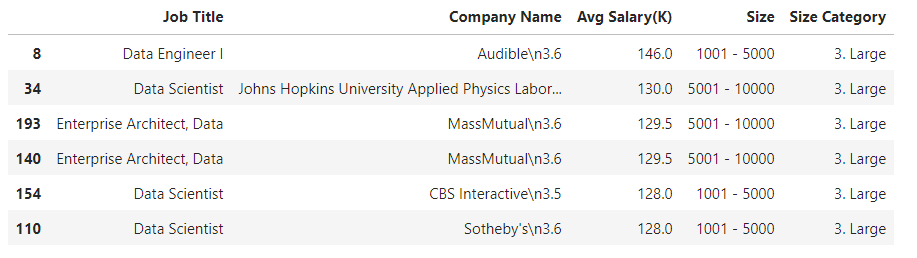 Job Title Company Name Avg Salary(K) Size Size Category
8 Data Engineer I Audible\n3.6 146.0 1001 - 5000 3. Large
34 Data Scientist Johns Hopkins University Applied Physics Labor... 130.0 5001 - 10000 3. Large
193 Enterprise Architect, Data MassMutual\n3.6 129.5 5001 - 10000 3. Large
140 Enterprise Architect, Data MassMutual\n3.6 129.5 5001 - 10000 3. Large
154 Data Scientist CBS Interactive\n3.5 128.0 1001 - 5000 3. Large
110 Data Scientist Sotheby's\n3.6 128.0 1001 - 5000 3. Large